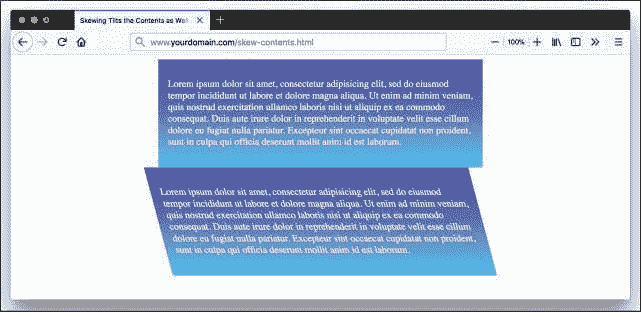 Skewing Tilts the Contents as Well
www.yourdomain.com/skew-contents.html
100%
Lorem ipsum dolor sit amet, consectetur adipisicing elit, sed do eiusmod
tempor incididunt ut labore et dolore magna aliqua. Ut enim ad minim veniam,
quis nostrud exercitation ullamco laboris nisi ut aliquip ex ea commodo
consequat. Duis aute irure dolor in reprehenderit in voluptate velit esse cillum
dolore eu fugiat nulla pariatur. Excepteur sint occaecat cupidatat non proident,
sunt in culpa qui officia deserunt mollit anim id est laborum.
Lorem ipsum dolor sit amet, consectetur adipisicing elit, sed do eiusmod
tempor incididunt ut labore et dolore magna aliqua. Ut enim ad minim veniam,
quis nostrud exercitation ullamco laboris nisi ut aliquip ex ea commodo
consequat. Duis aute irure dolor in reprehenderit in voluptate velit esse cillum
dolore eu fugiat nulla pariatur. Excepteur sint occaecat cupidatat non proident,
sunt in culpa qui officia deserunt mollit anim id est laborum.